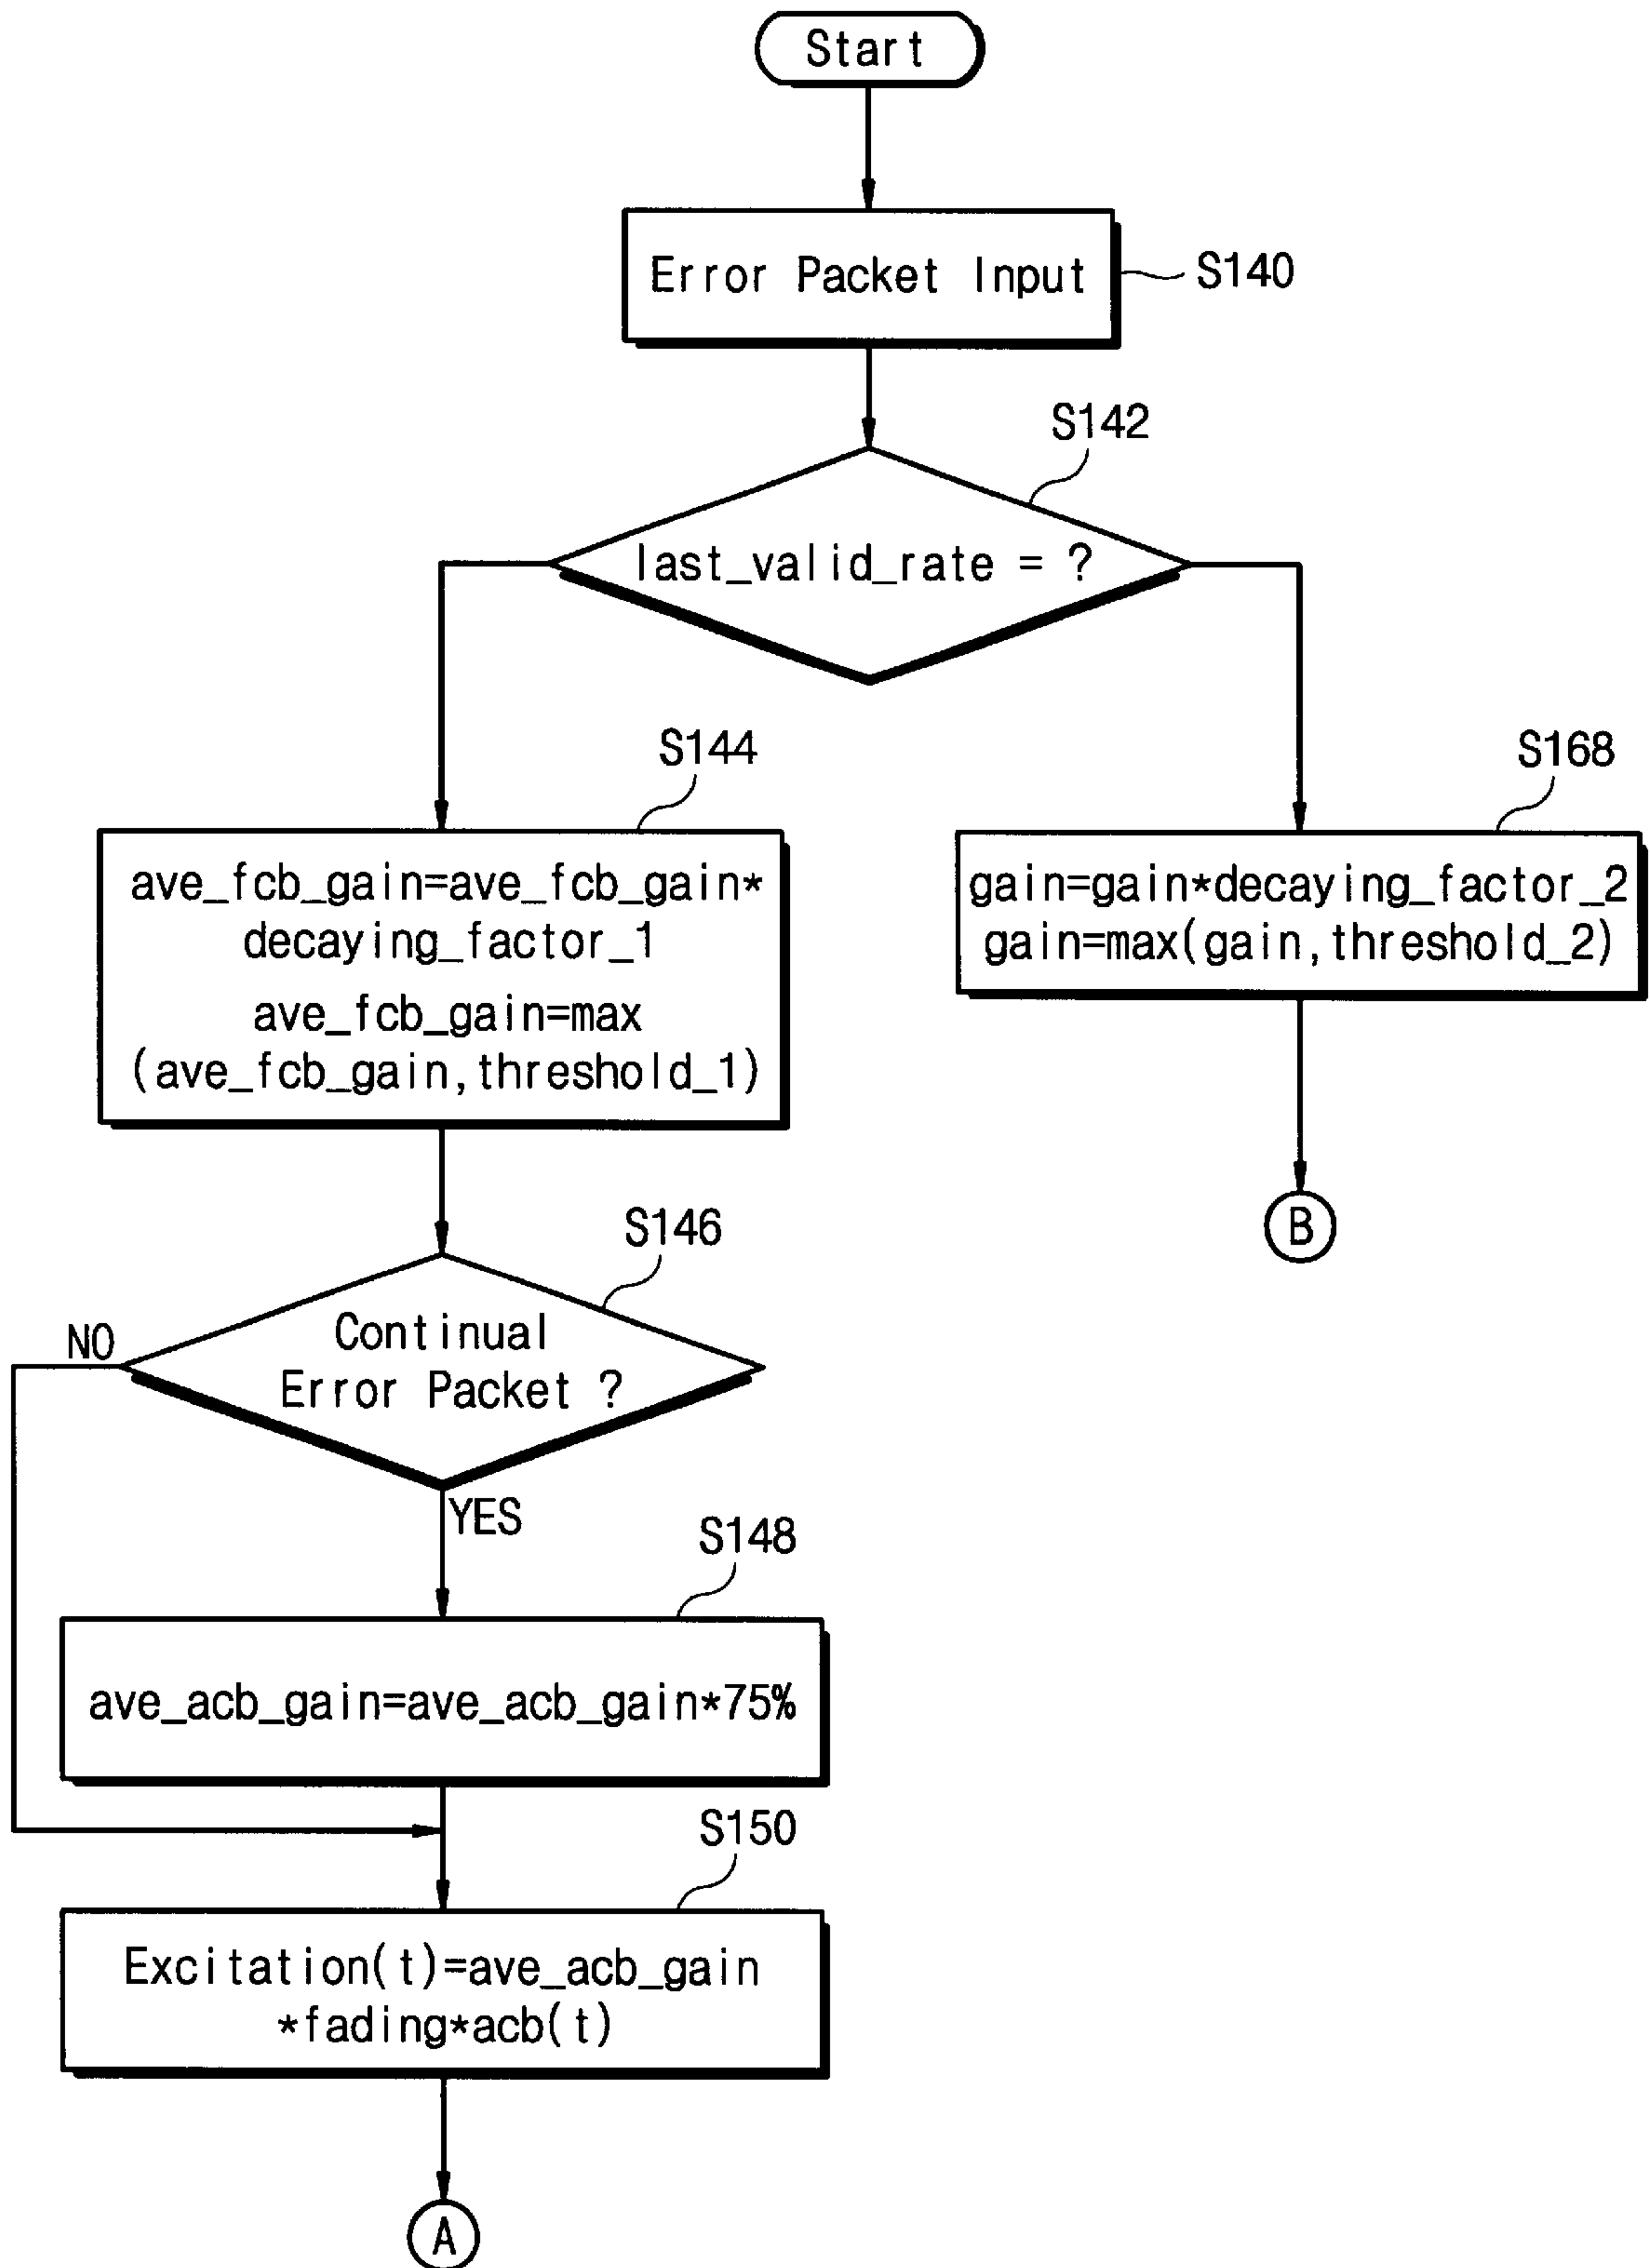 Start
Error Packet Input
S140
S142
last_valid_rate = ?
S144
ave_fcb_gain=ave_fcb_gain*
decaying_factor_1
ave_fcb_gain=max
(ave_fcb_gain,threshold_1)
S168
gain=gain*decaying_factor_2
gain=max(gain,threshold_2)
B
S146
Continual
Error Packet ?
NO
YES
S148
ave_acb_gain=ave_acb_gain*75%
S150
Excitation(t)=ave_acb_gain
*fading*acb(t)
A